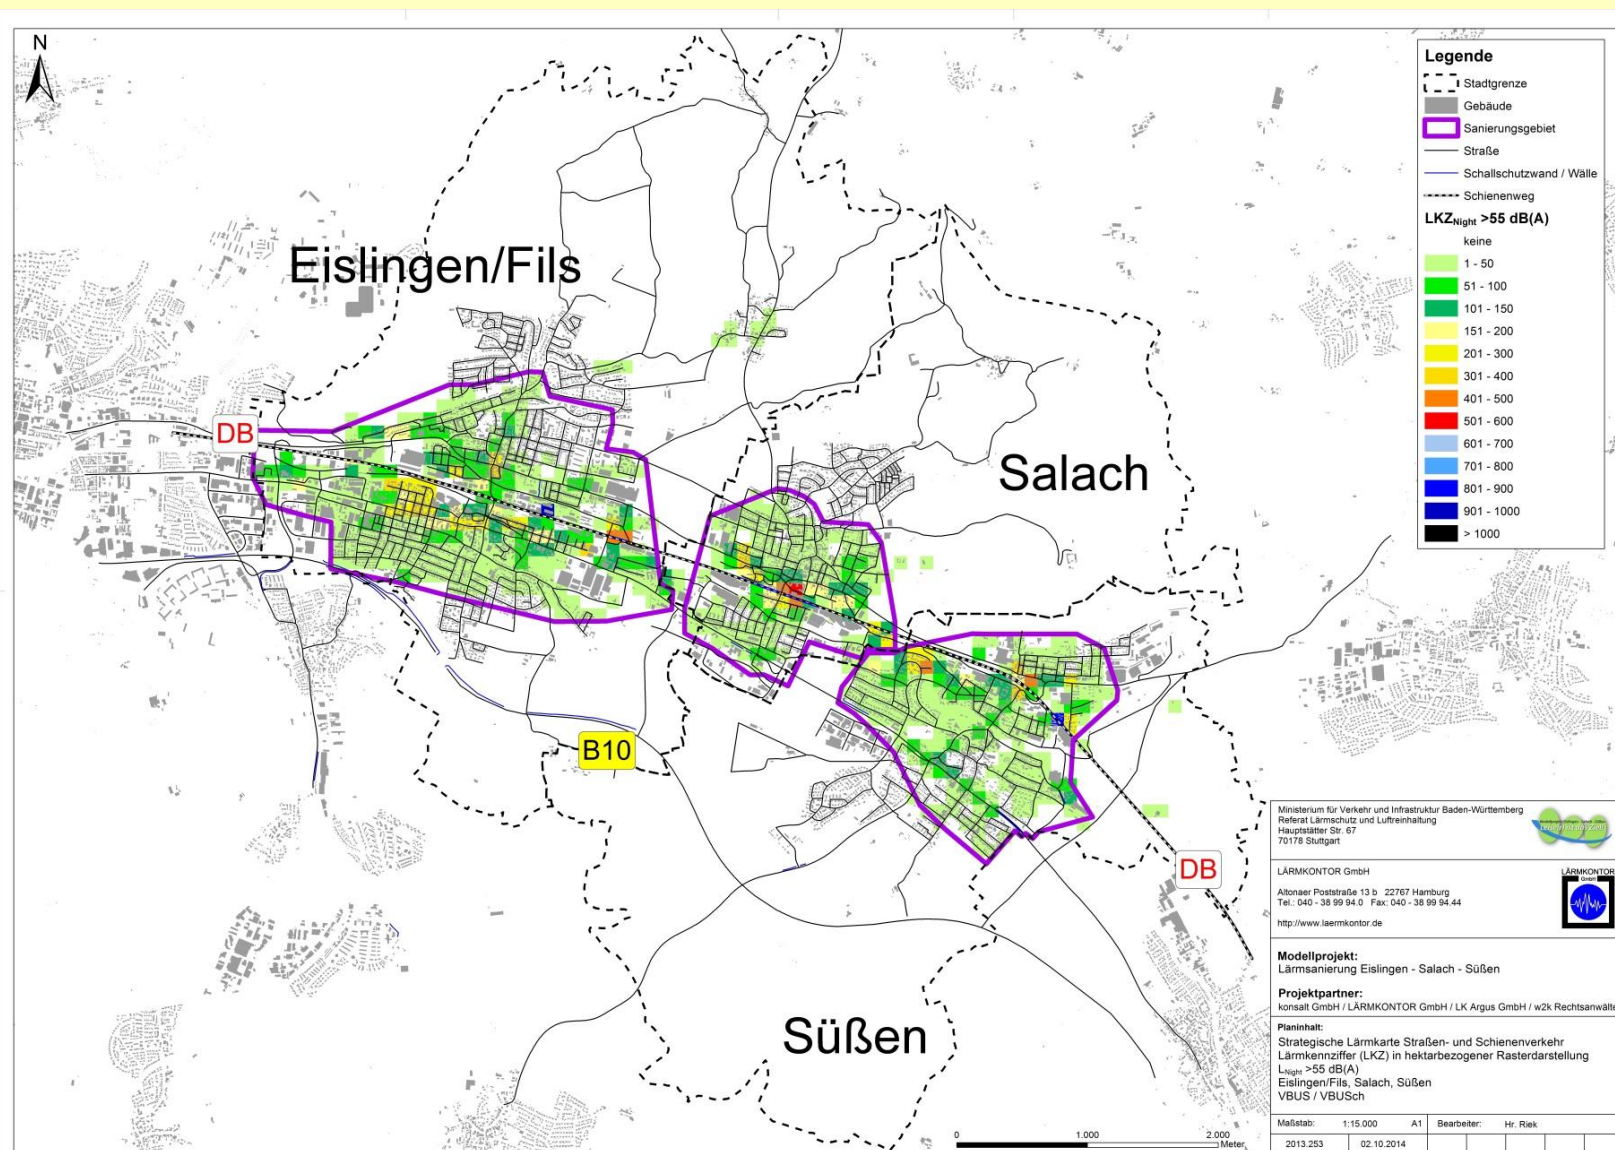 N
Eislingen/Fils
Salach
Süßen
DB
B10
DB
Legende
Stadtgrenze
Gebäude
Sanierungsgebiet
Straße
Schallschutzwand / Wälle
Schienenweg
LKZNight >55 dB(A)
keine
1 - 50
51 - 100
101 - 150
151 - 200
201 - 300
301 - 400
401 - 500
501 - 600
601 - 700
701 - 800
801 - 900
901 - 1000
> 1000
Ministerium für Verkehr und Infrastruktur Baden-Württemberg
Referat Lärmschutz und Luftreinhaltung
Hauptstätter Str. 67
70178 Stuttgart
LÄRMKONTOR GmbH
Altonaer Poststraße 13 b 22767 Hamburg
Tel.: 040 - 38 99 94.0 Fax: 040 - 38 99 94.44
http://www.laermkontor.de
LÄRMKONTOR
GmbH
Modellprojekt:
Lärmsanierung Eislingen - Salach - Süßen
Projektpartner:
konsalt GmbH / LÄRMKONTOR GmbH / LK Argus GmbH / w2k Rechtsanwälte
Planinhalt:
Strategische Lärmkarte Straßen- und Schienenverkehr
Lärmkennziffer (LKZ) in hektarbezogener Rasterdarstellung
LNight >55 dB(A)
Eislingen/Fils, Salach, Süßen
VBUS / VBUSch
Maßstab: 1:15.000 A1 Bearbeiter: Hr. Riek
2013.253 02.10.2014
0 1.000 2.000
Meter